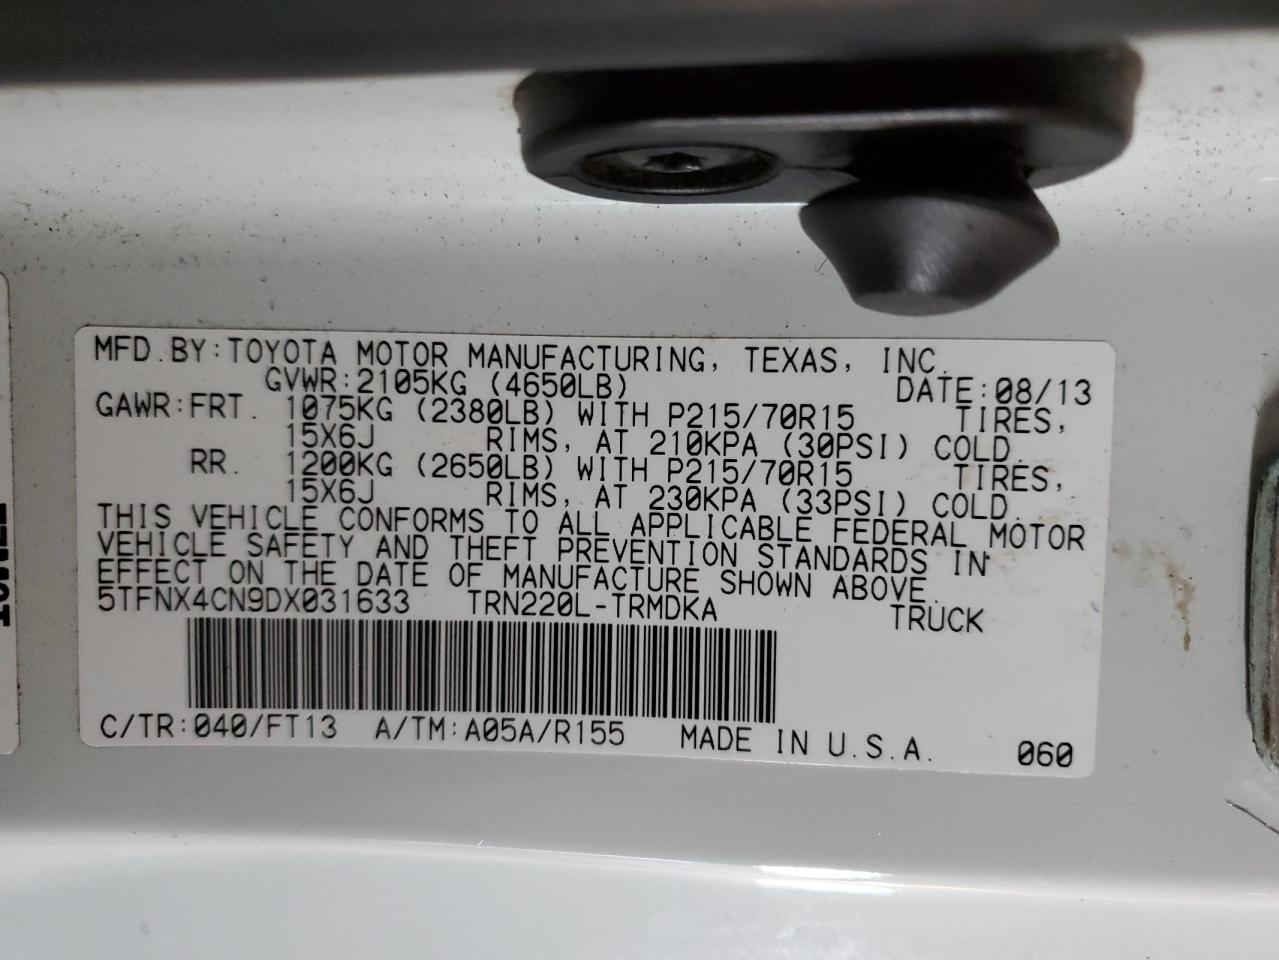 MFD.BY:TOYOTA MOTOR MANUFACTURING, TEXAS, INC.
GVWR:2105KG (4650LB) DATE:08/13
GAWR:FRT. 1075KG (2380LB) WITH P215/70R15 TIRES,
15X6J RIMS, AT 210KPA (30PSI) COLD.
RR. 1200KG (2650LB) WITH P215/70R15 TIRES,
15X6J RIMS, AT 230KPA (33PSI) COLD
THIS VEHICLE CONFORMS TO ALL APPLICABLE FEDERAL MOTOR
VEHICLE SAFETY AND THEFT PREVENTION STANDARDS IN
EFFECT ON THE DATE OF MANUFACTURE SHOWN ABOVE.
5TFNX4CN9DX031633 TRN220L-TRMDKA TRUCK
C/TR:040/FT13 A/TM:A05A/R155 MADE IN U.S.A. 060